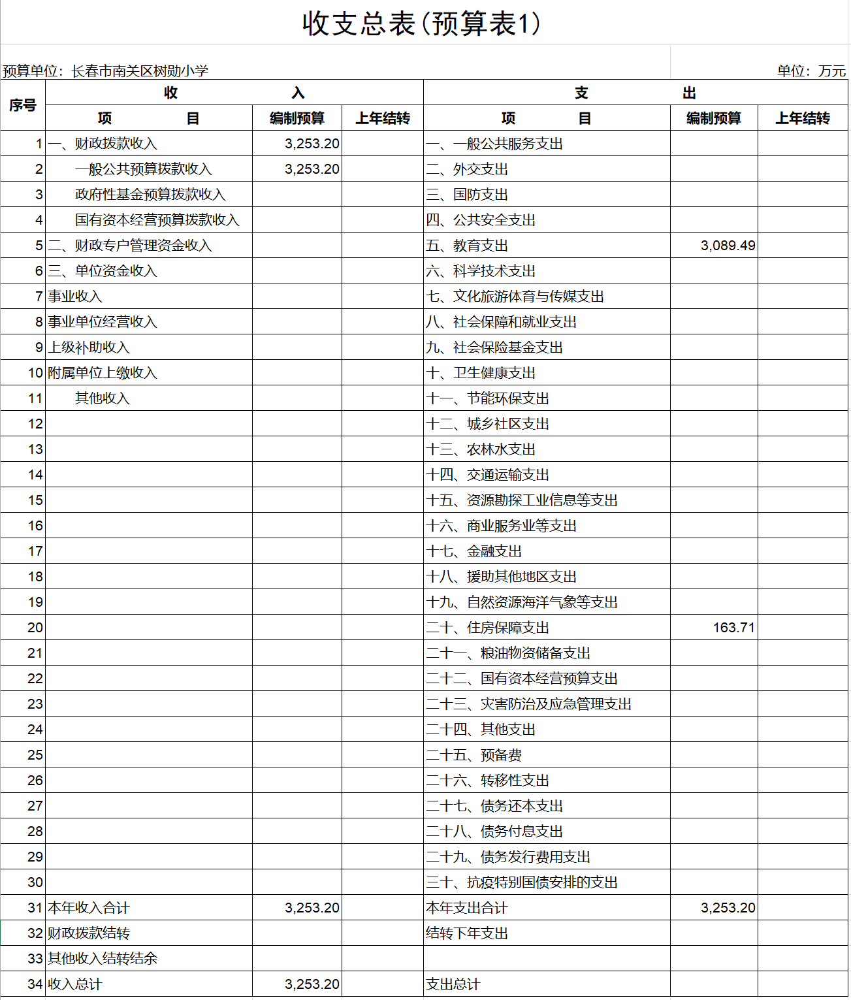 收支总表(预算表1)
预算单位：长春市南关区树勋小学 单位：万元
序号 收 入 支 出
项 目 编制预算 上年结转 项 目 编制预算 上年结转
1 一、财政拨款收入 3,253.20 一、一般公共服务支出
2 一般公共预算拨款收入 3,253.20 二、外交支出
3 政府性基金预算拨款收入 三、国防支出
4 国有资本经营预算拨款收入 四、公共安全支出
5 二、财政专户管理资金收入 五、教育支出 3,089.49
6 三、单位资金收入 六、科学技术支出
7 事业收入 七、文化旅游体育与传媒支出
8 事业单位经营收入 八、社会保障和就业支出
9 上级补助收入 九、社会保险基金支出
10 附属单位上缴收入 十、卫生健康支出
11 其他收入 十一、节能环保支出
12 十二、城乡社区支出
13 十三、农林水支出
14 十四、交通运输支出
15 十五、资源勘探工业信息等支出
16 十六、商业服务业等支出
17 十七、金融支出
18 十八、援助其他地区支出
19 十九、自然资源海洋气象等支出
20 二十、住房保障支出 163.71
21 二十一、粮油物资储备支出
22 二十二、国有资本经营预算支出
23 二十三、灾害防治及应急管理支出
24 二十四、其他支出
25 二十五、预备费
26 二十六、转移性支出
27 二十七、债务还本支出
28 二十八、债务付息支出
29 二十九、债务发行费用支出
30 三十、抗疫特别国债安排的支出
31 本年收入合计 3,253.20 本年支出合计 3,253.20
32 财政拨款结转 结转下年支出
33 其他收入结转结余
34 收入总计 3,253.20 支出总计